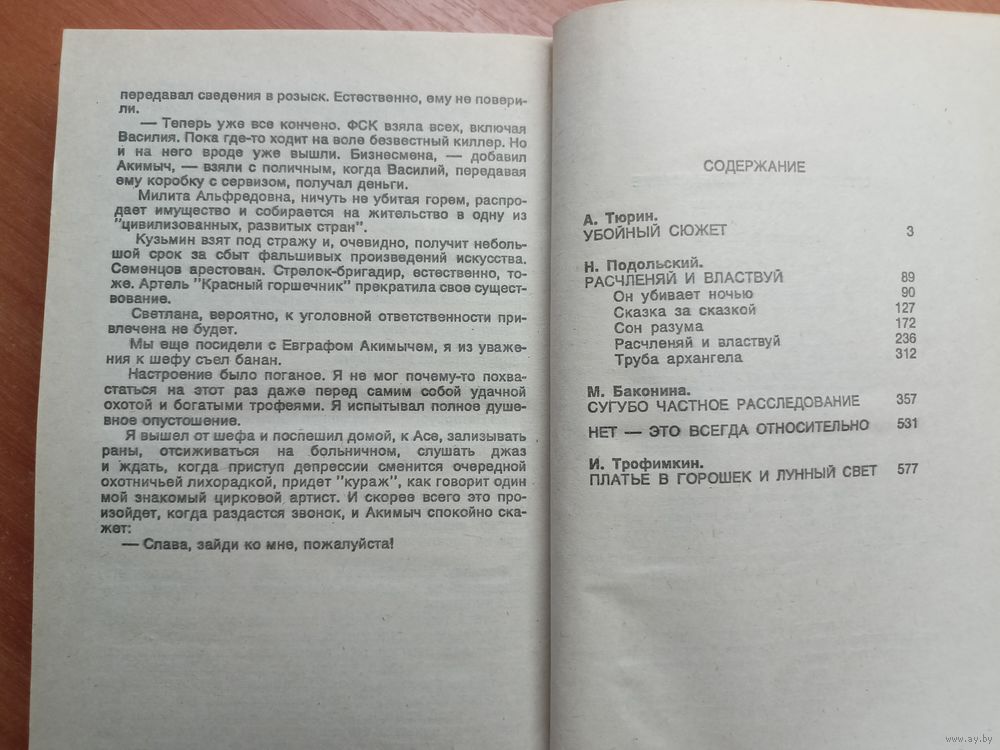 передавал сведения в розыск. Естественно, ему не повери-
ли.
— Теперь уже все кончено. ФСК взяла всех, включая
Василия. Пока где-то ходит на воле безвестный киллер. Но
и на него вроде уже вышли. Бизнесмена, — добавил
Акимыч, — взяли с поличным, когда Василий, передавая
ему коробку с сервизом, получал деньги.
Милита Альфредовна, ничуть не убитая горем, распро-
дает имущество и собирается на жительство в одну из
"цивилизованных, развитых стран".
Кузьмин взят под стражу и, очевидно, получит неболь-
шой срок за сбыт фальшивых произведений искусства.
Семенцов арестован. Стрелок-бригадир, естественно, то-
же. Артель "Красный горшечник" прекратила свое сущест-
вование.
Светлана, вероятно, к уголовной ответственности при-
влечена не будет.
Мы еще посидели с Евграфом Акимычем, я из уваже-
ния к шефу съел банан.
Настроение было поганое. Я не мог почему-то похва-
статься на этот раз даже перед самим собой удачной
охотой и богатыми трофеями. Я испытывал полное душе-
вное опустошение.
Я вышел от шефа и поспешил домой, к Асе, зализывать
раны, отсиживаться на больничном, слушать джаз
и ждать, когда приступ депрессии сменится очередной
охотничьей лихорадкой, придет "кураж", как говорит один
мой знакомый цирковой артист. И скорее всего это про-
изойдет, когда раздастся звонок, и Акимыч спокойно ска-
жет:
— Слава, зайди ко мне, пожалуйста!
СОДЕРЖАНИЕ
А. Тюрин.
УБОЙНЫЙ СЮЖЕТ 3
Н. Подольский.
РАСЧЛЕНЯЙ И ВЛАСТВУЙ 89
Он убивает ночью 90
Сказка за сказкой 127
Сон разума 172
Расчленяй и властвуй 236
Труба архангела 312
М. Баконина.
СУГУБО ЧАСТНОЕ РАССЛЕДОВАНИЕ 357
НЕТ — ЭТО ВСЕГДА ОТНОСИТЕЛЬНО 531
И. Трофимкин.
ПЛАТЬЕ В ГОРОШЕК И ЛУННЫЙ СВЕТ 577
www.ay.by